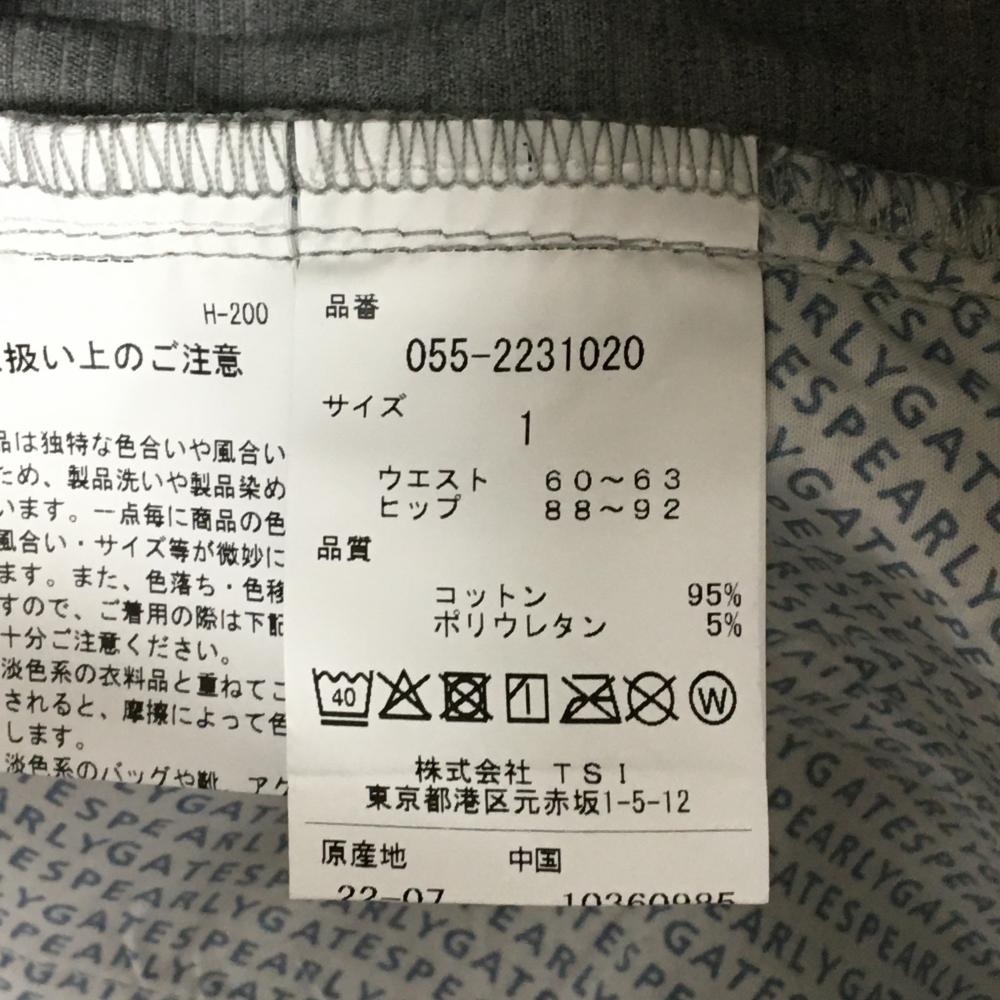 H-200
扱い上のご注意
品は独特な色合いや風合い
ため、製品洗いや製品染め
います。一点毎に商品の色
風合い・サイズ等が微妙に
ます。また、色落ち・色移
すので、ご着用の際は下記
十分ご注意ください。
淡色系の衣料品と重ねてご
されると、摩擦によって色
します。
淡色系のバッグや靴、アク
品番
055-2231020
サイズ
1
ウエスト 60~63
ヒップ 88~92
品質
コットン 95%
ポリウレタン 5%
40
W
株式会社 TSI
東京都港区元赤坂1-5-12
原産地 中国
22-07 10360985
PEARLYGATES